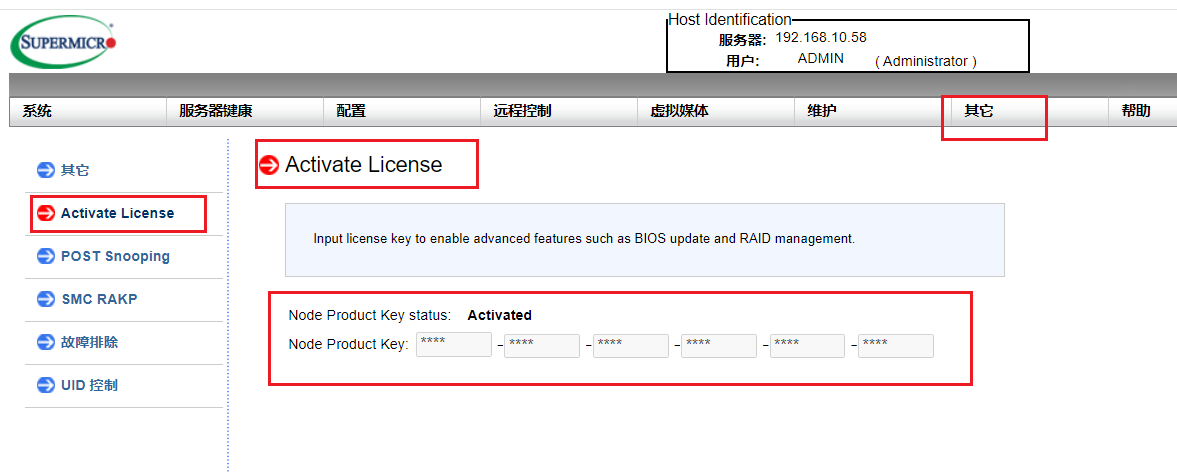 SUPERMICR
Host Identification
服务器: 192.168.10.58
用户: ADMIN ( Administrator )
系统 服务器健康 配置 远程控制 虚拟媒体 维护 其它 帮助
其它
Activate License
POST Snooping
SMC RAKP
故障排除
UID 控制
Activate License
Input license key to enable advanced features such as BIOS update and RAID management.
Node Product Key status: Activated
Node Product Key: **** - **** - **** - **** - **** - ****